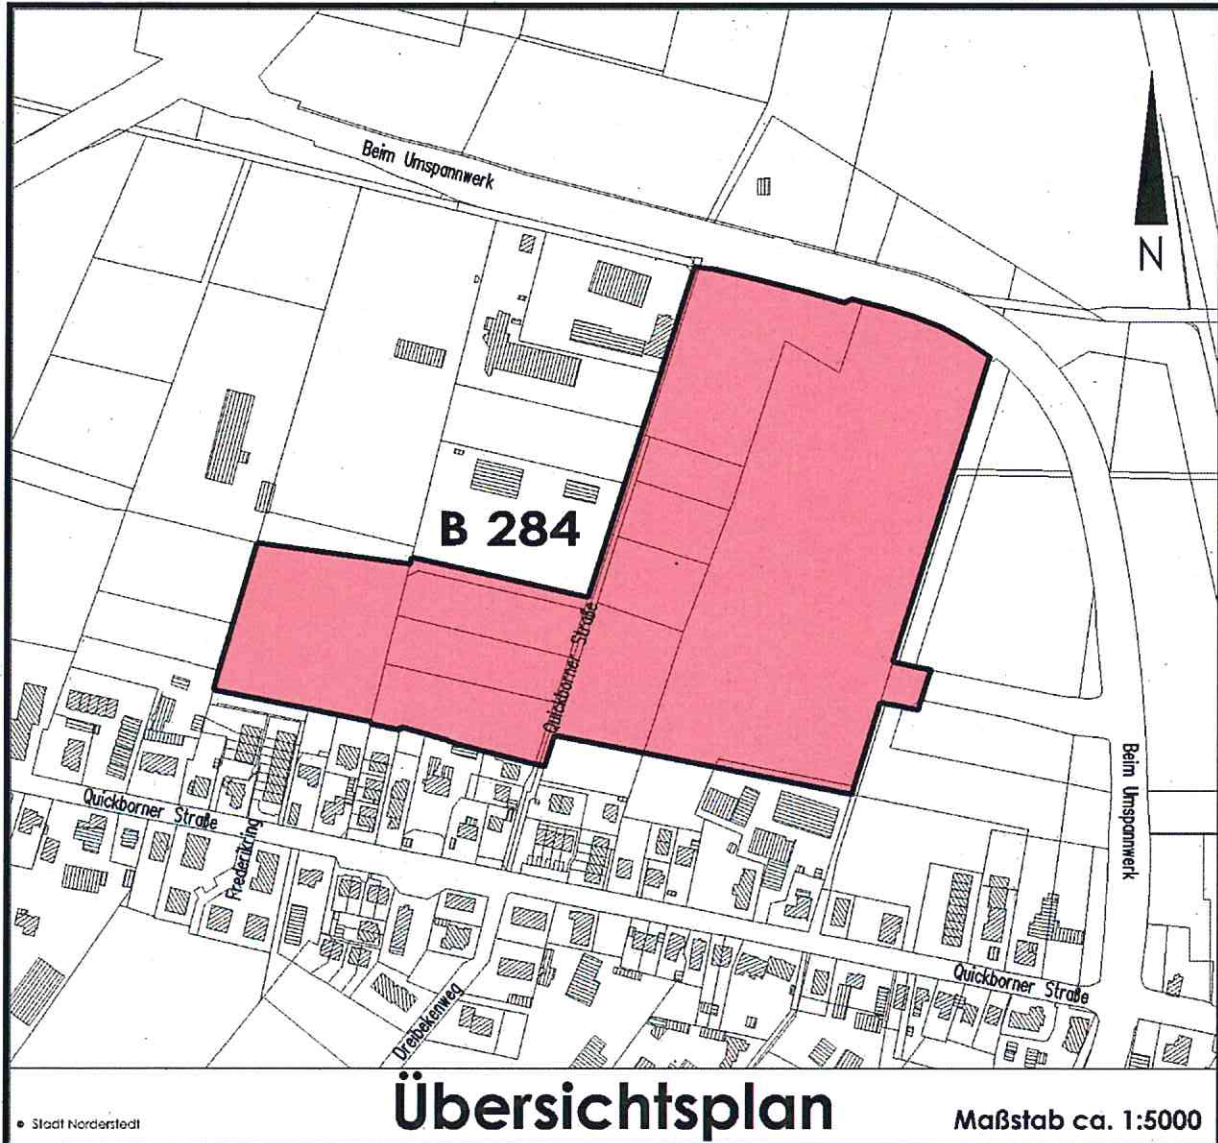 Beim Umspannwerk
N
B 284
Quickborner Straße
Beim Umspannwerk
Quickborner Straße
Frederikring
Quickborner Straße
Dreibekenweg
Übersichtsplan
• Stadt Norderstedt
Maßstab ca. 1:5000